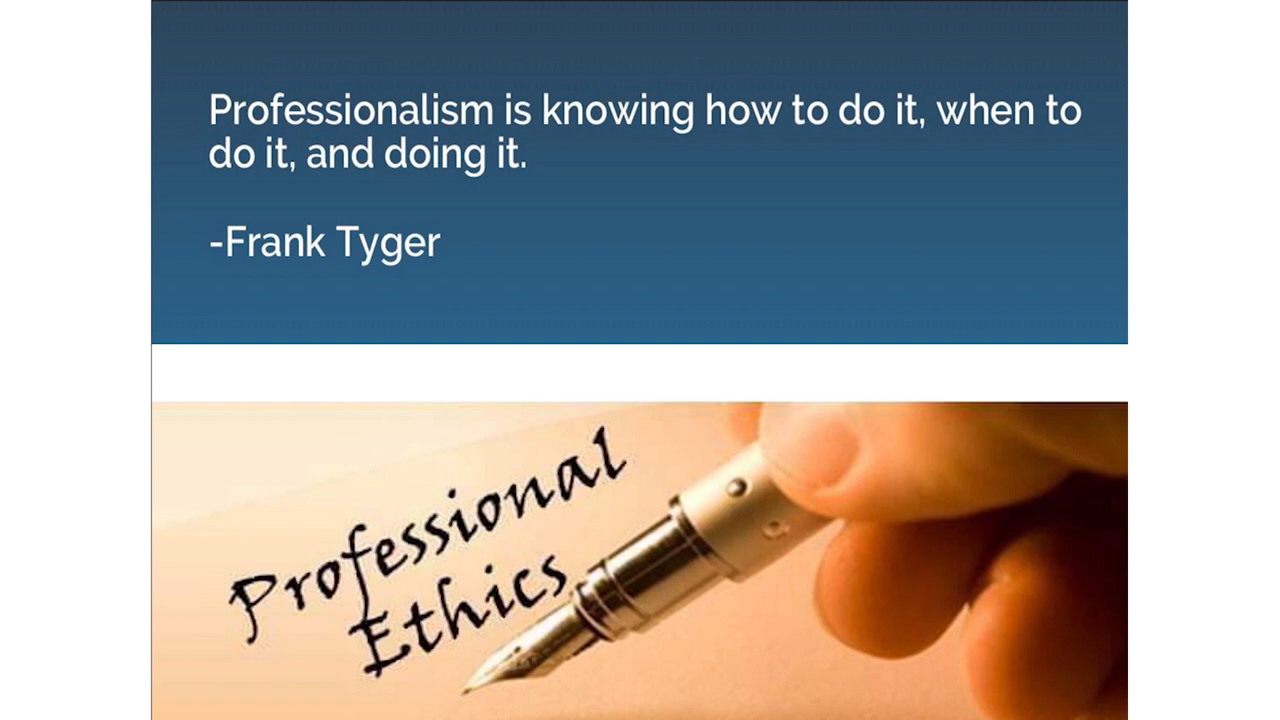 Professionalism is knowing how to do it, when to
do it, and doing it.
-Frank Tyger
Professional
Ethics